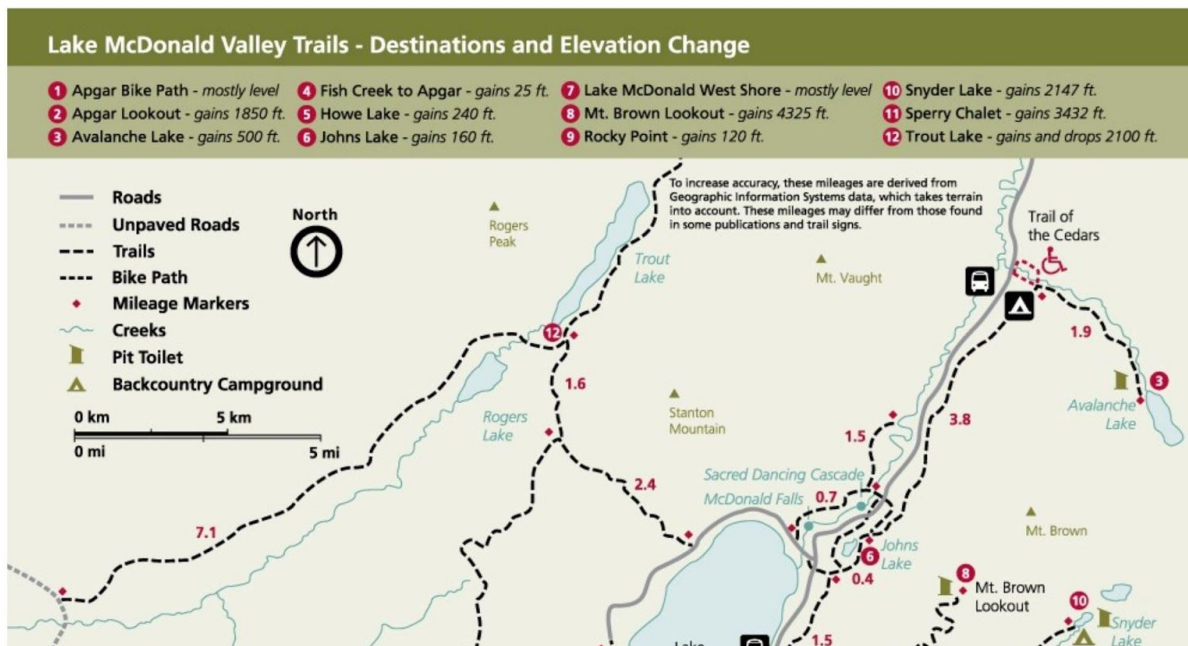 Lake McDonald Valley Trails - Destinations and Elevation Change
1 Apgar Bike Path - mostly level
2 Apgar Lookout - gains 1850 ft.
3 Avalanche Lake - gains 500 ft.
4 Fish Creek to Apgar - gains 25 ft.
5 Howe Lake - gains 240 ft.
6 Johns Lake - gains 160 ft.
7 Lake McDonald West Shore - mostly level
8 Mt. Brown Lookout - gains 4325 ft.
9 Rocky Point - gains 120 ft.
10 Snyder Lake - gains 2147 ft.
11 Sperry Chalet - gains 3432 ft.
12 Trout Lake - gains and drops 2100 ft.
Roads
Unpaved Roads
Trails
Bike Path
Mileage Markers
Creeks
Pit Toilet
Backcountry Campground
0 km 5 km
0 mi 5 mi
North
To increase accuracy, these mileages are derived from
Geographic Information Systems data, which takes terrain
into account. These mileages may differ from those found
in some publications and trail signs.
Rogers
Peak
Trout
Lake
Mt. Vaught
Trail of
the Cedars
12
1.6
1.9
3
Rogers
Lake
Stanton
Mountain
Avalanche
Lake
1.5
3.8
Sacred Dancing Cascade
McDonald Falls
0.7
2.4
7.1
Mt. Brown
6
Johns
Lake
0.4
8
Mt. Brown
Lookout
10
Snyder
Lake
1.5
Lake